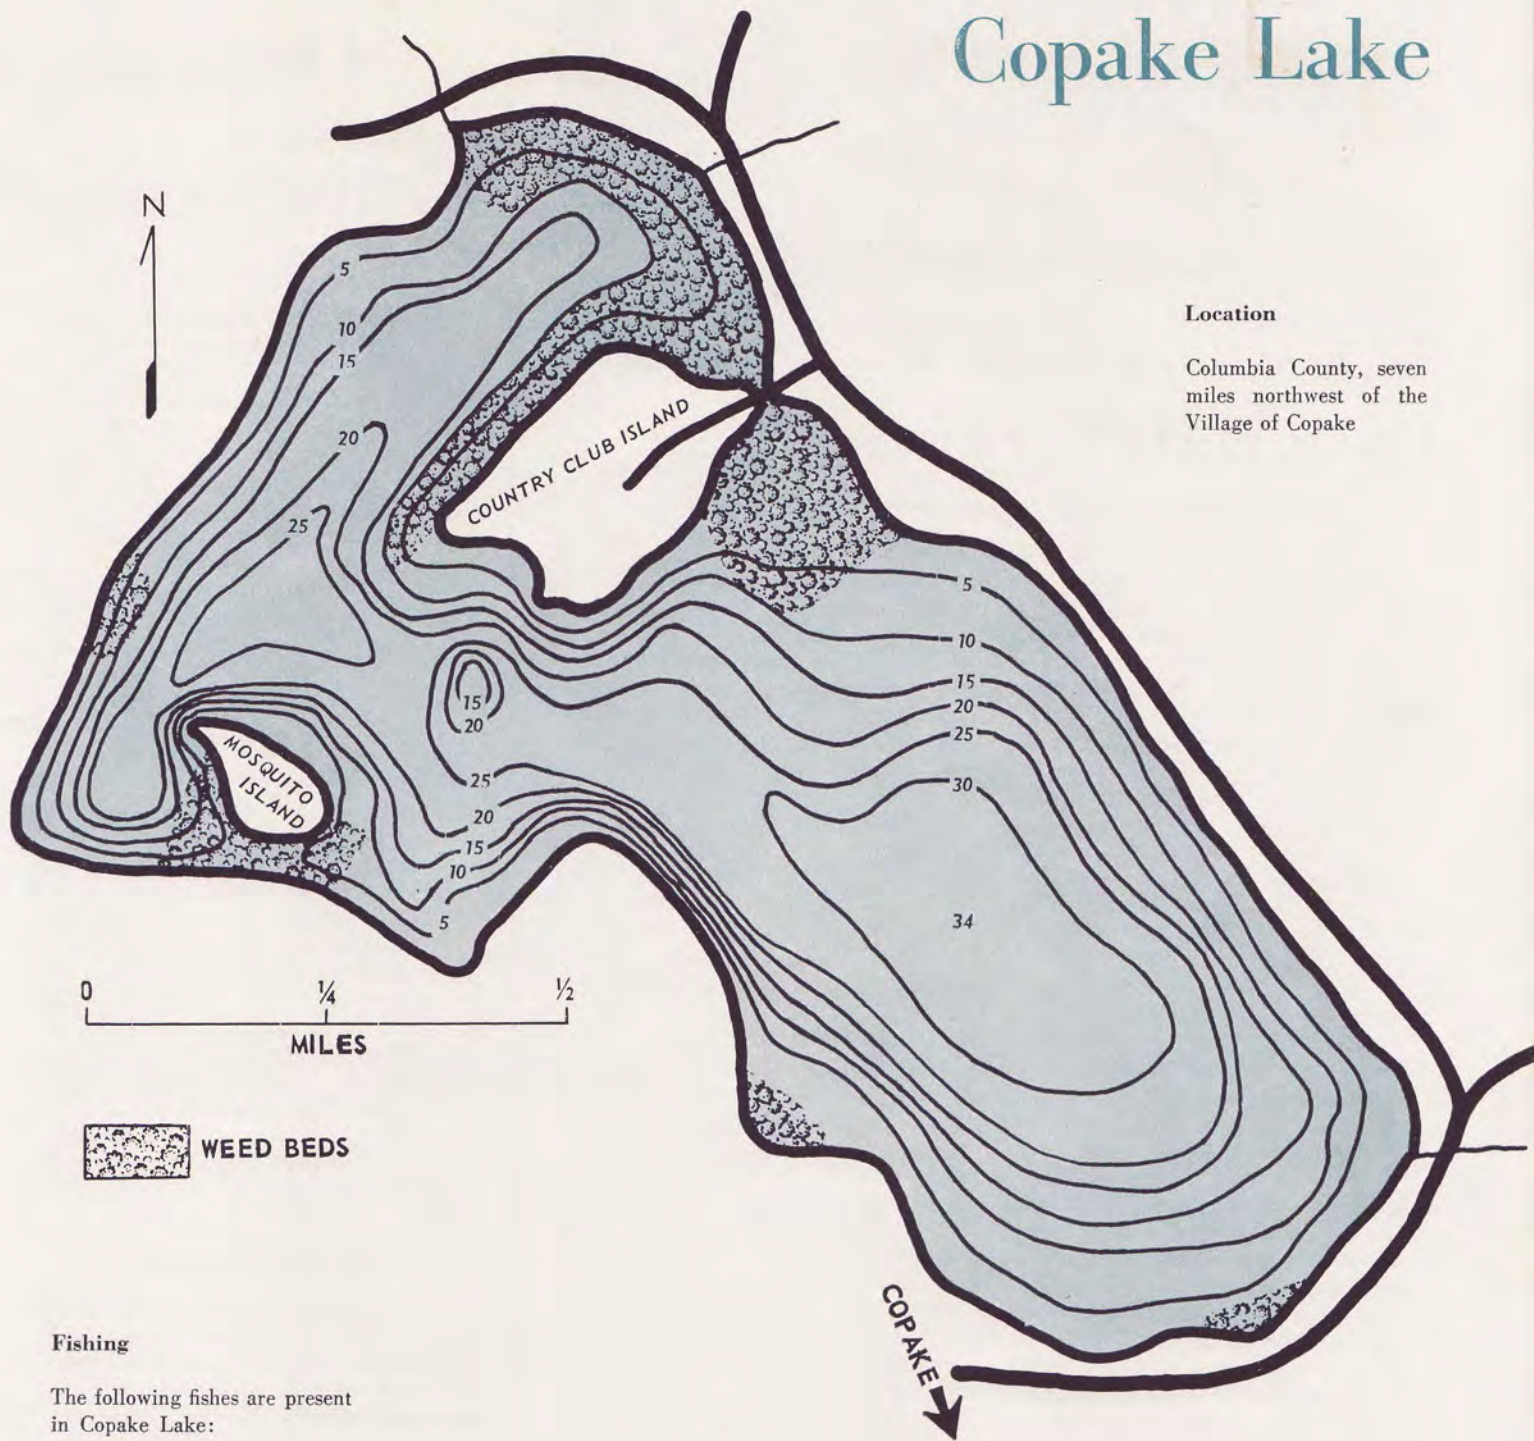 Copake Lake
N
Location
Columbia County, seven
miles northwest of the
Village of Copake
5
10
15
20
25
COUNTRY CLUB ISLAND
5
10
15
20
25
30
34
15
20
25
20
15
10
5
MOSQUITO
ISLAND
0 ¼ ½
MILES
WEED BEDS
COPAKE
Fishing
The following fishes are present
in Copake Lake: